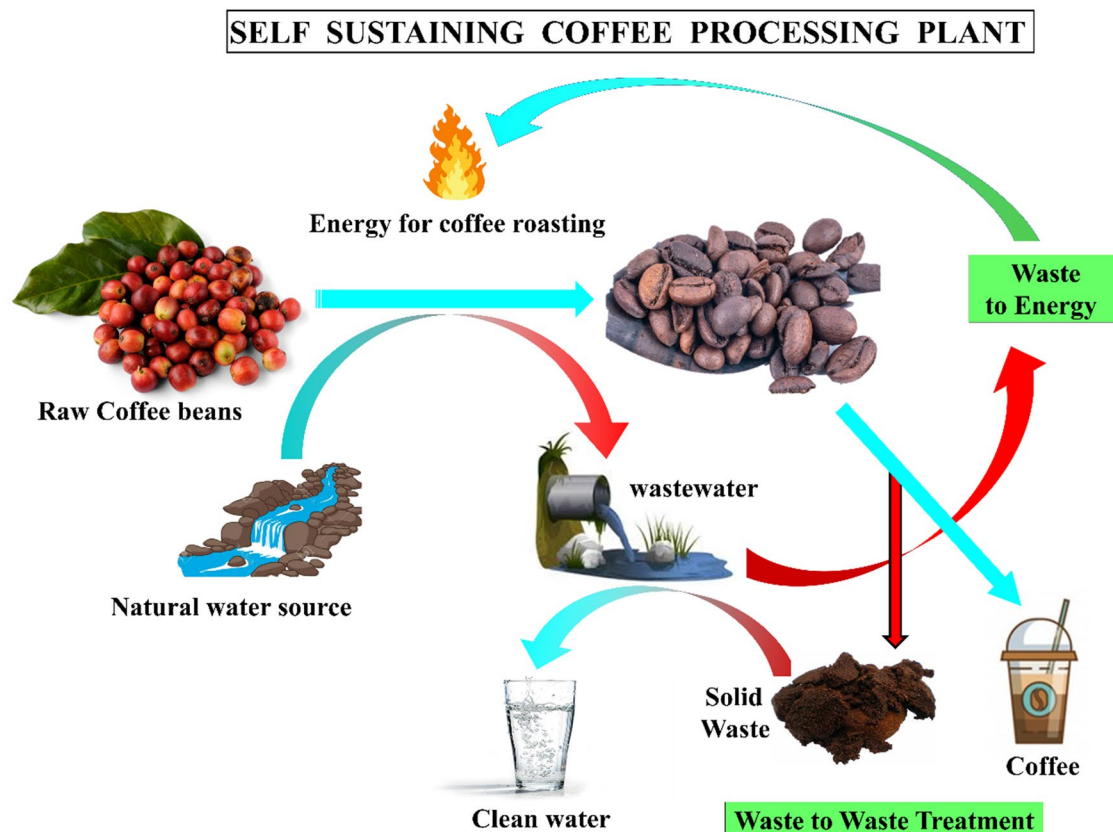 SELF SUSTAINING COFFEE PROCESSING PLANT
Energy for coffee roasting
Waste
to Energy
Raw Coffee beans
wastewater
Natural water source
Solid
Waste
Coffee
Clean water
Waste to Waste Treatment